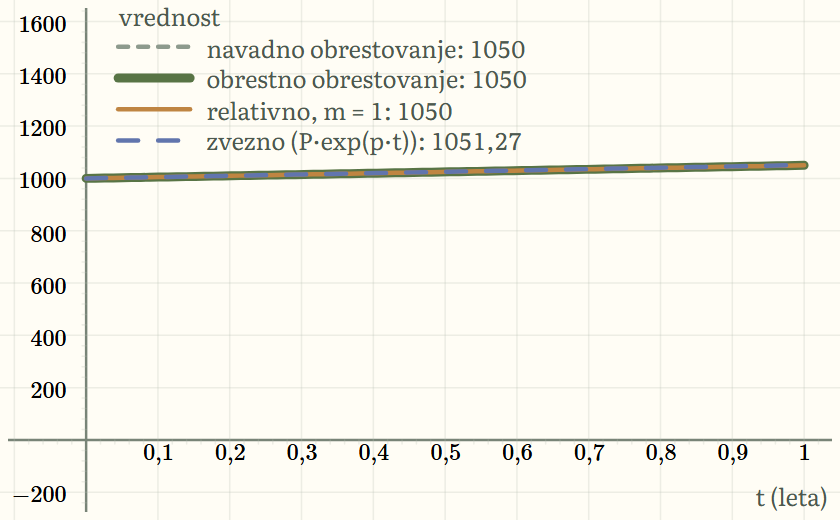 vrednost
navadno obrestovanje: 1050
obrestno obrestovanje: 1050
relativno, m = 1: 1050
zvezno (P·exp(p·t)): 1051,27
1600
1400
1200
1000
800
600
400
200
−200
0,1 0,2 0,3 0,4 0,5 0,6 0,7 0,8 0,9 1
t (leta)